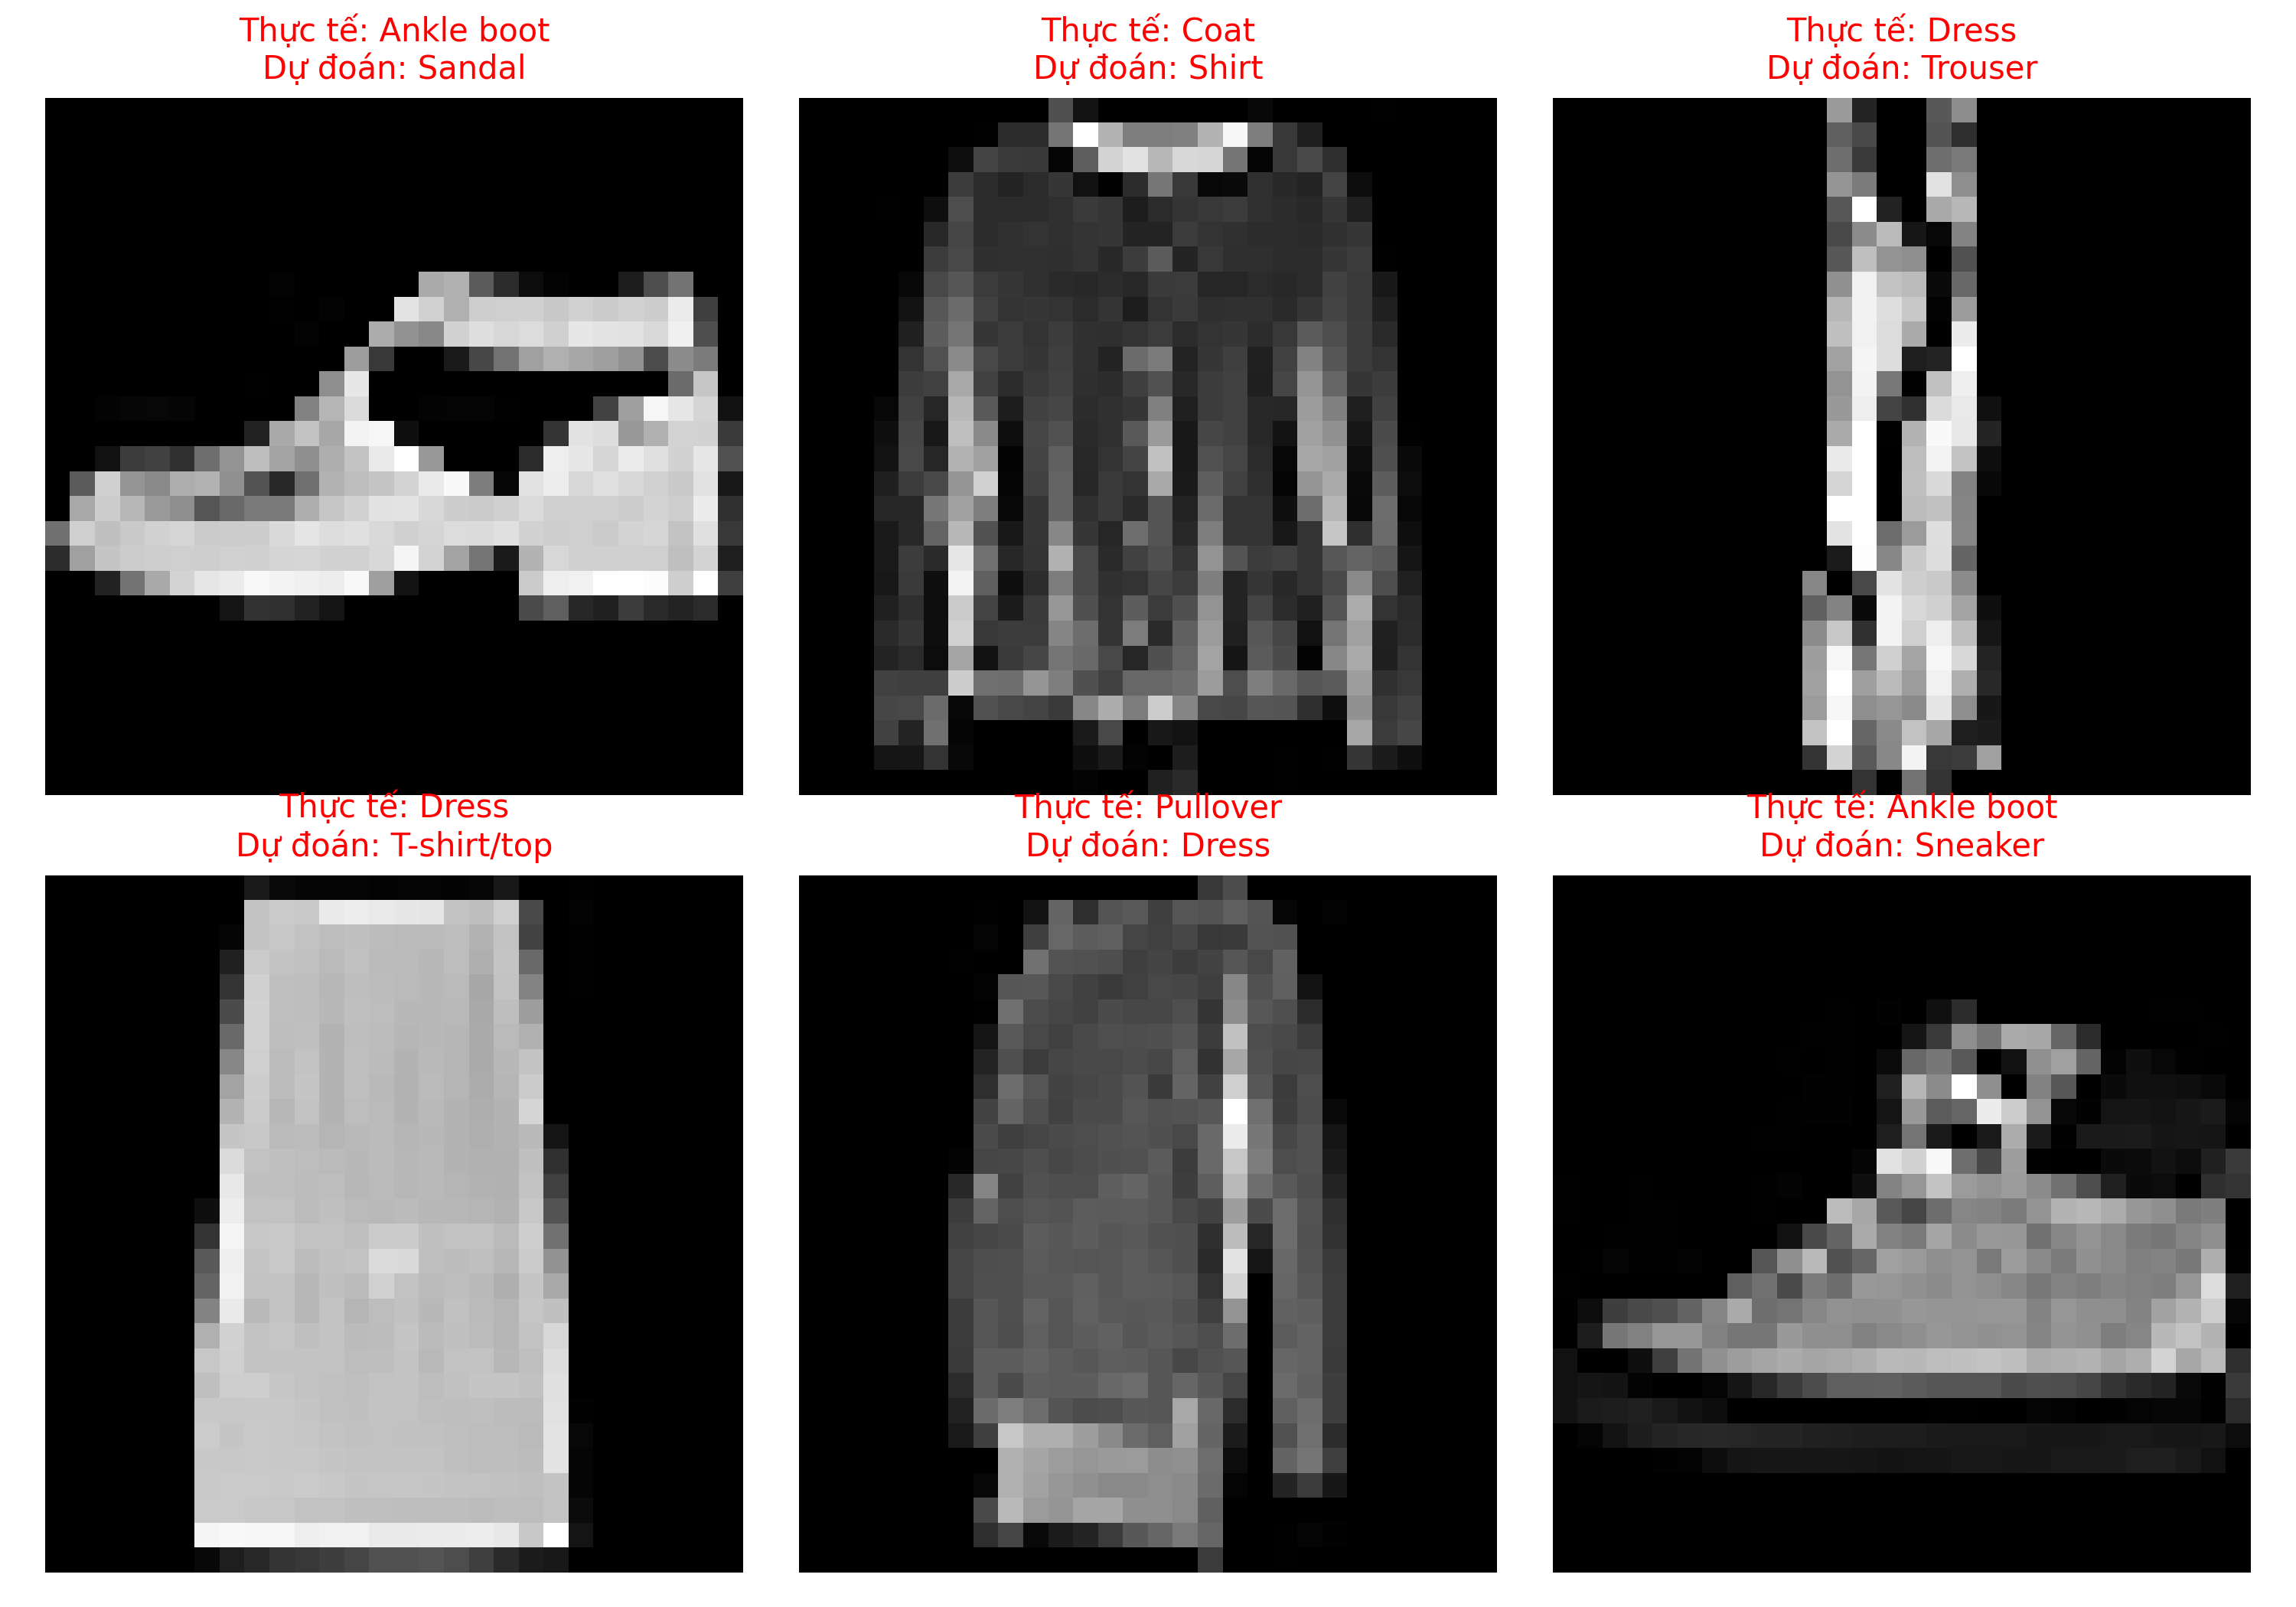 Thực tế: Ankle boot
Dự đoán: Sandal
Thực tế: Coat
Dự đoán: Shirt
Thực tế: Dress
Dự đoán: Trouser
Thực tế: Dress
Dự đoán: T-shirt/top
Thực tế: Pullover
Dự đoán: Dress
Thực tế: Ankle boot
Dự đoán: Sneaker